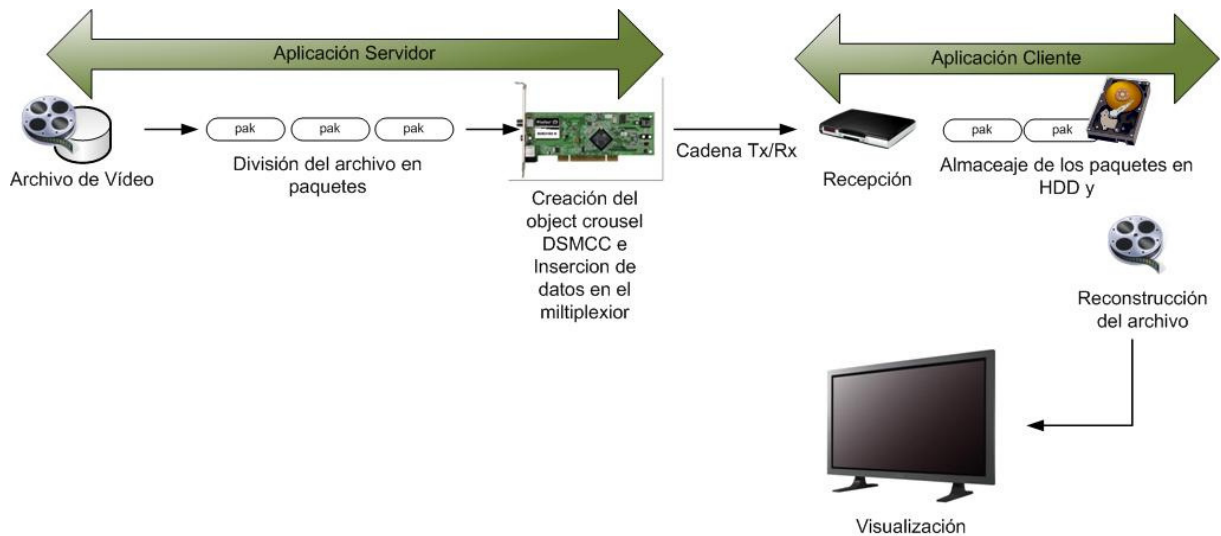 Aplicación Servidor
Aplicación Cliente
pak
pak
pak
pak
pak
Archivo de Vídeo
División del archivo en
paquetes
Creación del
object crousel
DSMCC e
Insercion de
datos en el
miltiplexior
Cadena Tx/Rx
Recepción
Almaceaje de los paquetes en
HDD y
Reconstrucción
del archivo
Visualización